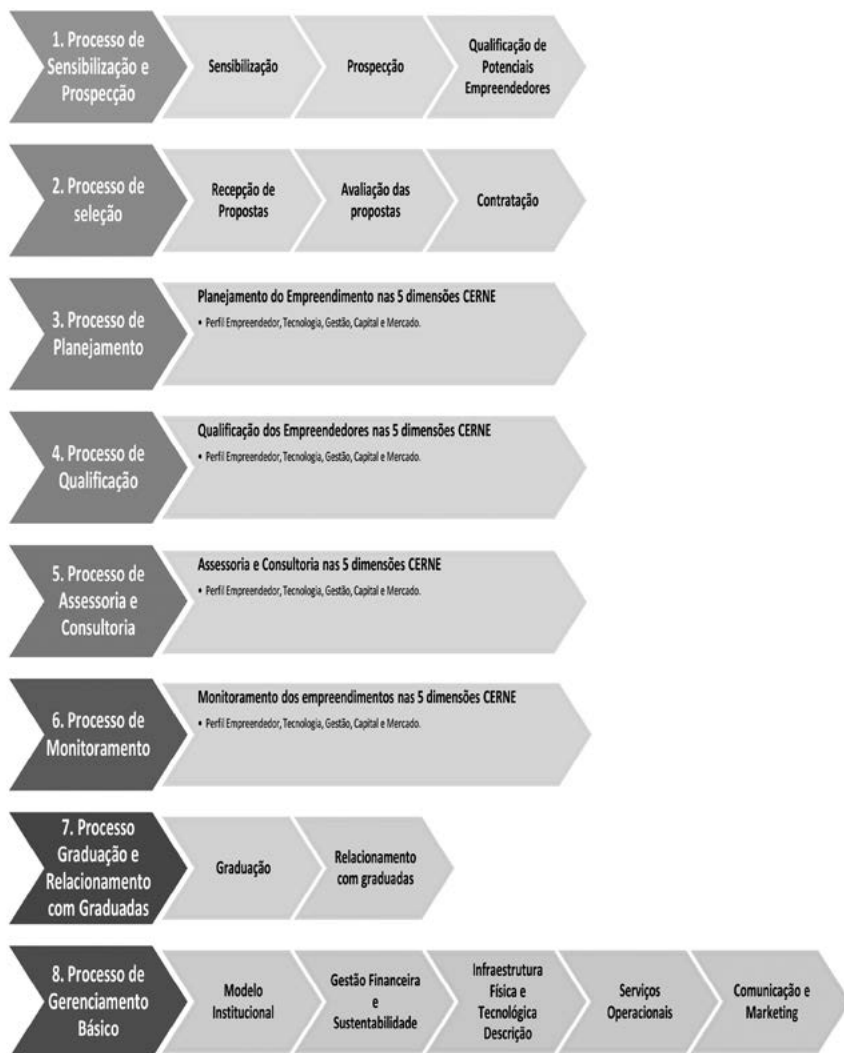 1. Processo de
Sensibilização e
Prospecção
Sensibilização
Prospecção
Qualificação de
Potenciais
Empreendedores
2. Processo de
seleção
Recepção de
Propostas
Avaliação das
propostas
Contratação
3. Processo de
Planejamento
Planejamento do Empreendimento nas 5 dimensões CERNE
• Perfil Empreendedor, Tecnologia, Gestão, Capital e Mercado.
4. Processo de
Qualificação
Qualificação dos Empreendedores nas 5 dimensões CERNE
• Perfil Empreendedor, Tecnologia, Gestão, Capital e Mercado.
5. Processo de
Assessoria e
Consultoria
Assessoria e Consultoria nas 5 dimensões CERNE
• Perfil Empreendedor, Tecnologia, Gestão, Capital e Mercado.
6. Processo de
Monitoramento
Monitoramento dos empreendimentos nas 5 dimensões CERNE
• Perfil Empreendedor, Tecnologia, Gestão, Capital e Mercado.
7. Processo
Graduação e
Relacionamento
com Graduadas
Graduação
Relacionamento
com graduadas
8. Processo de
Gerenciamento
Básico
Modelo
Institucional
Gestão Financeira
e
Sustentabilidade
Infraestrutura
Física e
Tecnológica
Descrição
Serviços
Operacionais
Comunicação e
Marketing